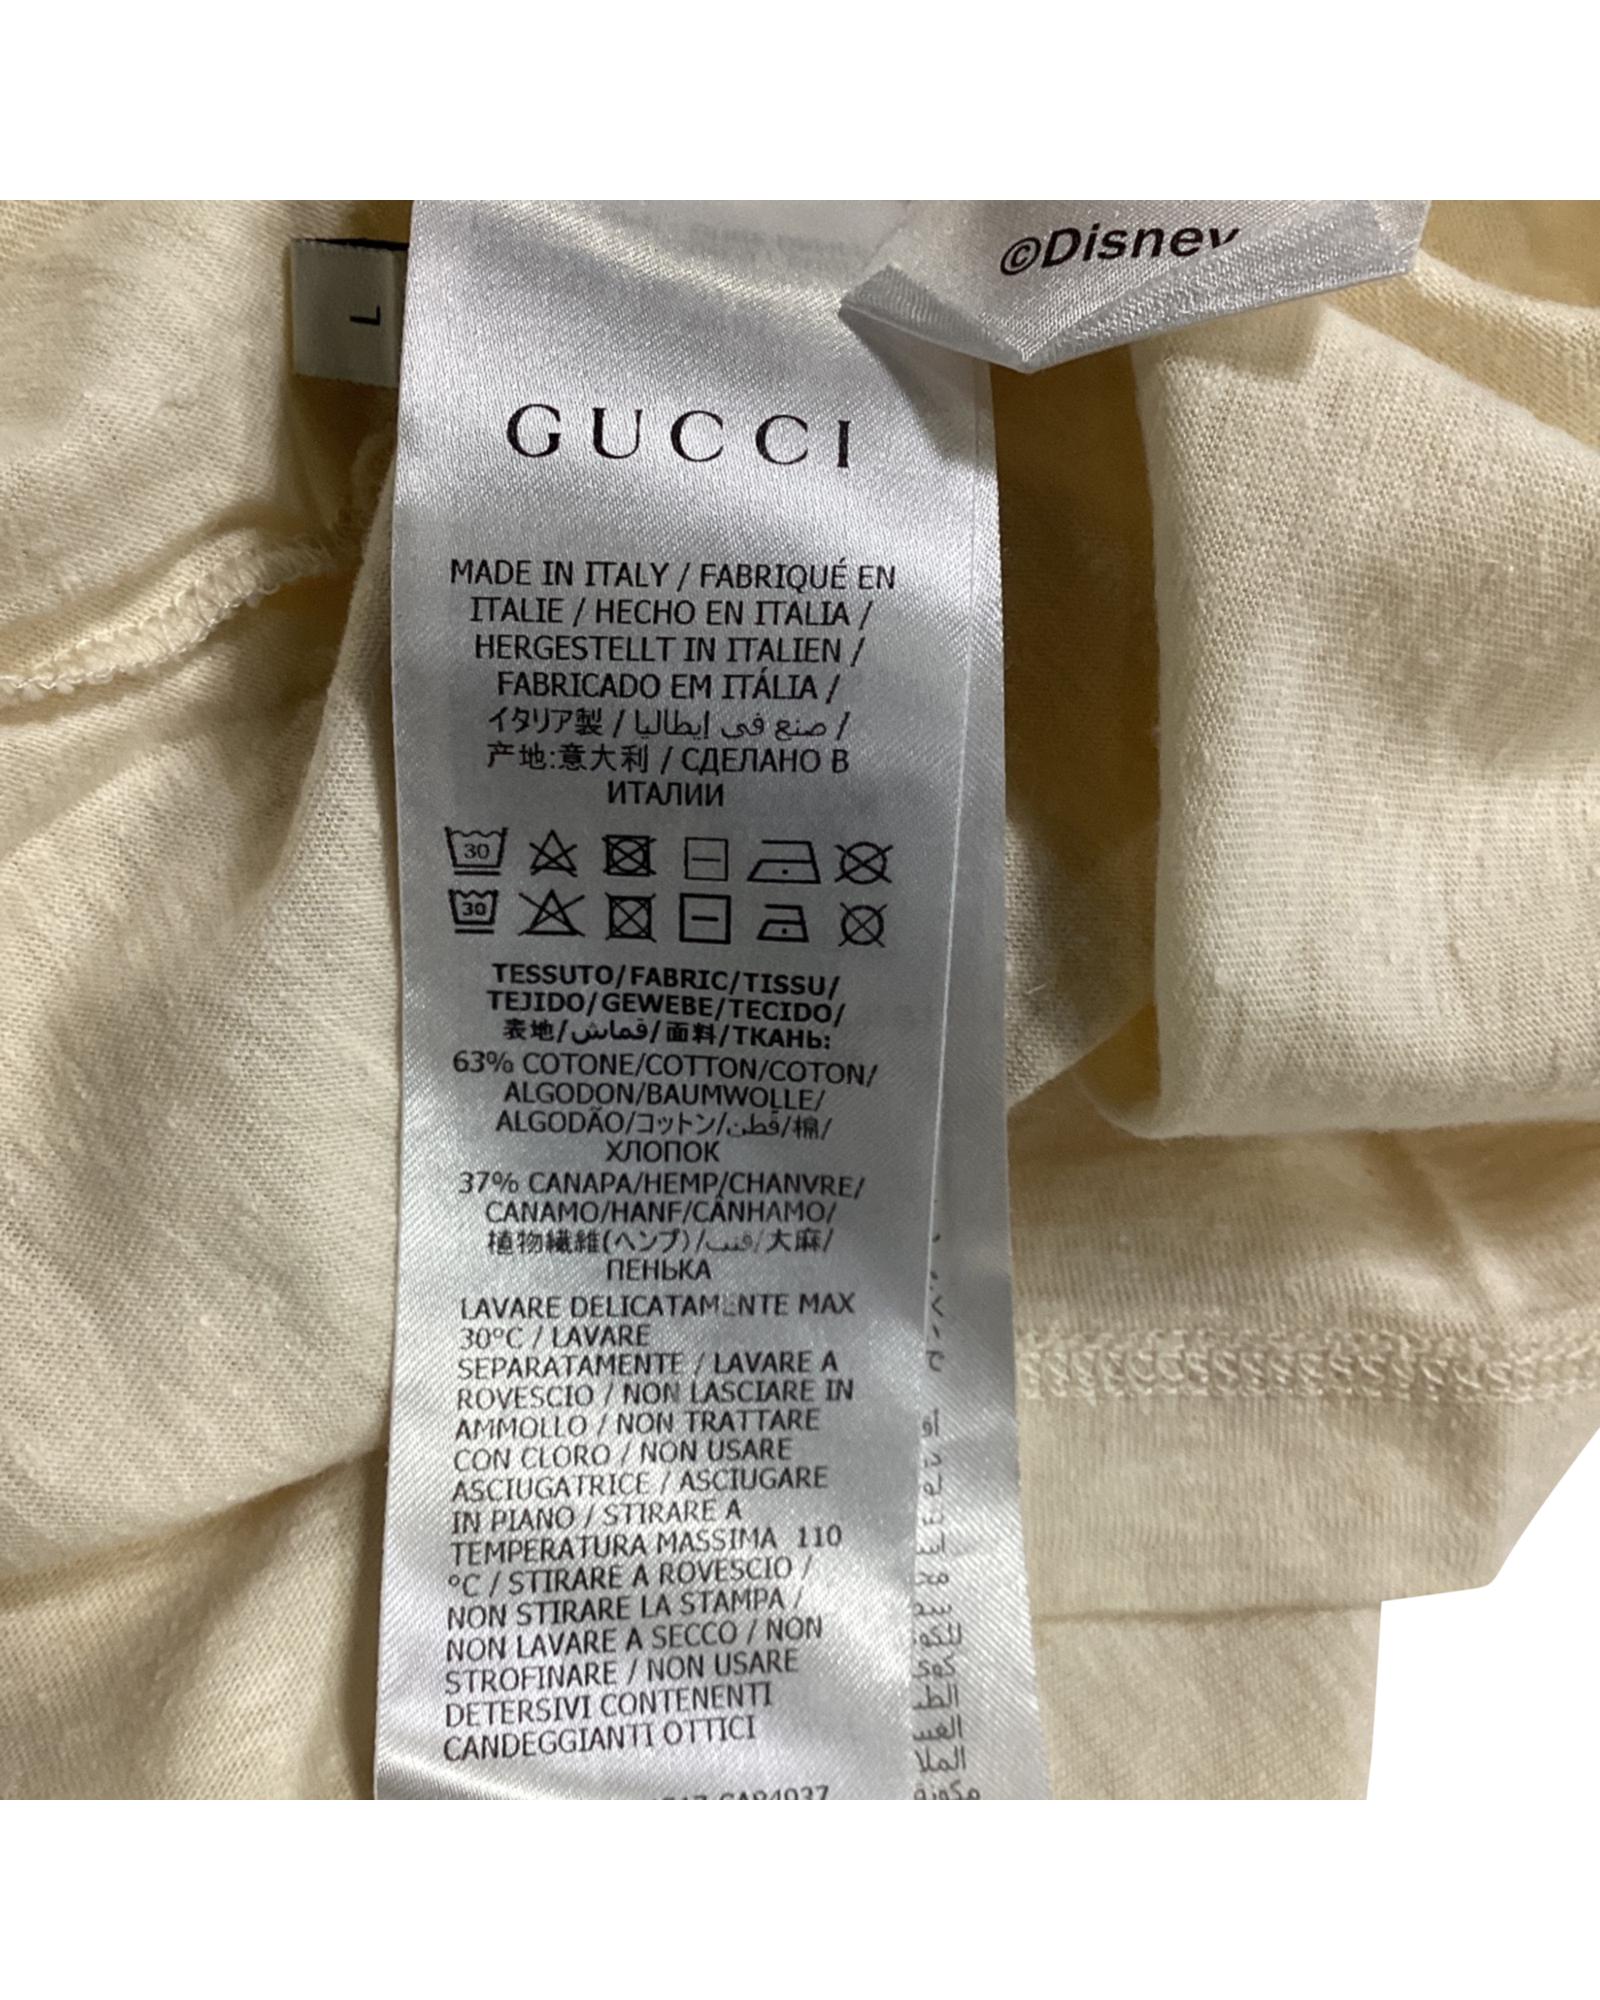 ©Disney
L
GUCCI
MADE IN ITALY / FABRIQUÉ EN
ITALIE / HECHO EN ITALIA /
HERGESTELLT IN ITALIEN /
FABRICADO EM ITÁLIA /
イタリア製 / صنع في إيطاليا /
产地:意大利 / СДЕЛАНО В
ИТАЛИИ
30
30
TESSUTO/FABRIC/TISSU/
TEJIDO/GEWEBE/TECIDO/
表地/قماش/面料/ТКАНЬ:
63% COTONE/COTTON/COTON/
ALGODON/BAUMWOLLE/
ALGODÃO/コットン/قطن/棉/
ХЛОПОК
37% CANAPA/HEMP/CHANVRE/
CANAMO/HANF/CÂNHAMO/
植物繊維(ヘンプ)/قنب/大麻/
ПЕНЬКА
LAVARE DELICATAMENTE MAX
30°C / LAVARE
SEPARATAMENTE / LAVARE A
ROVESCIO / NON LASCIARE IN
AMMOLLO / NON TRATTARE
CON CLORO / NON USARE
ASCIUGATRICE / ASCIUGARE
IN PIANO / STIRARE A
TEMPERATURA MASSIMA 110
°C / STIRARE A ROVESCIO /
NON STIRARE LA STAMPA /
NON LAVARE A SECCO / NON
STROFINARE / NON USARE
DETERSIVI CONTENENTI
CANDEGGIANTI OTTICI